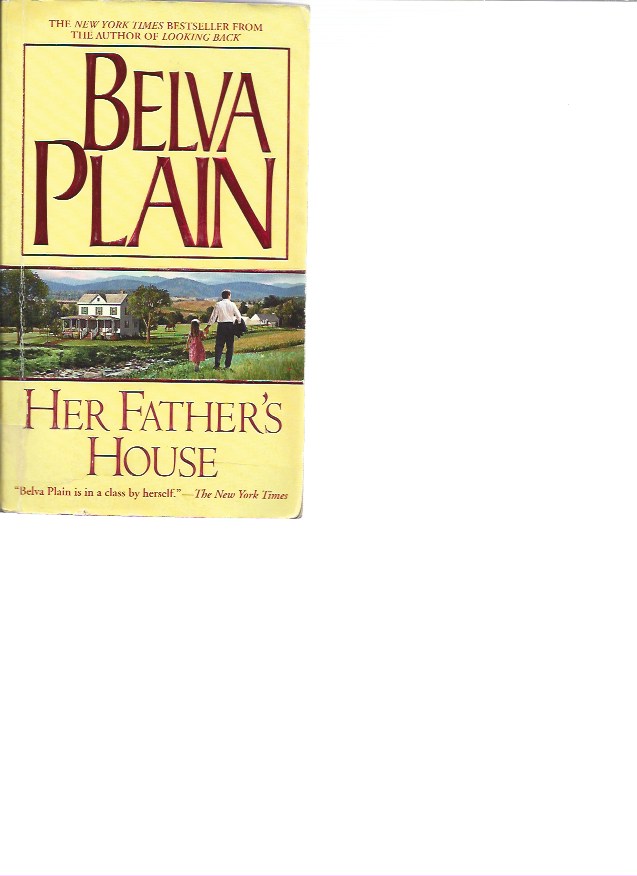 THE NEW YORK TIMES BESTSELLER FROM
THE AUTHOR OF LOOKING BACK
BELVA
PLAIN
HER FATHER'S
HOUSE
"Belva Plain is in a class by herself."—The New York Times